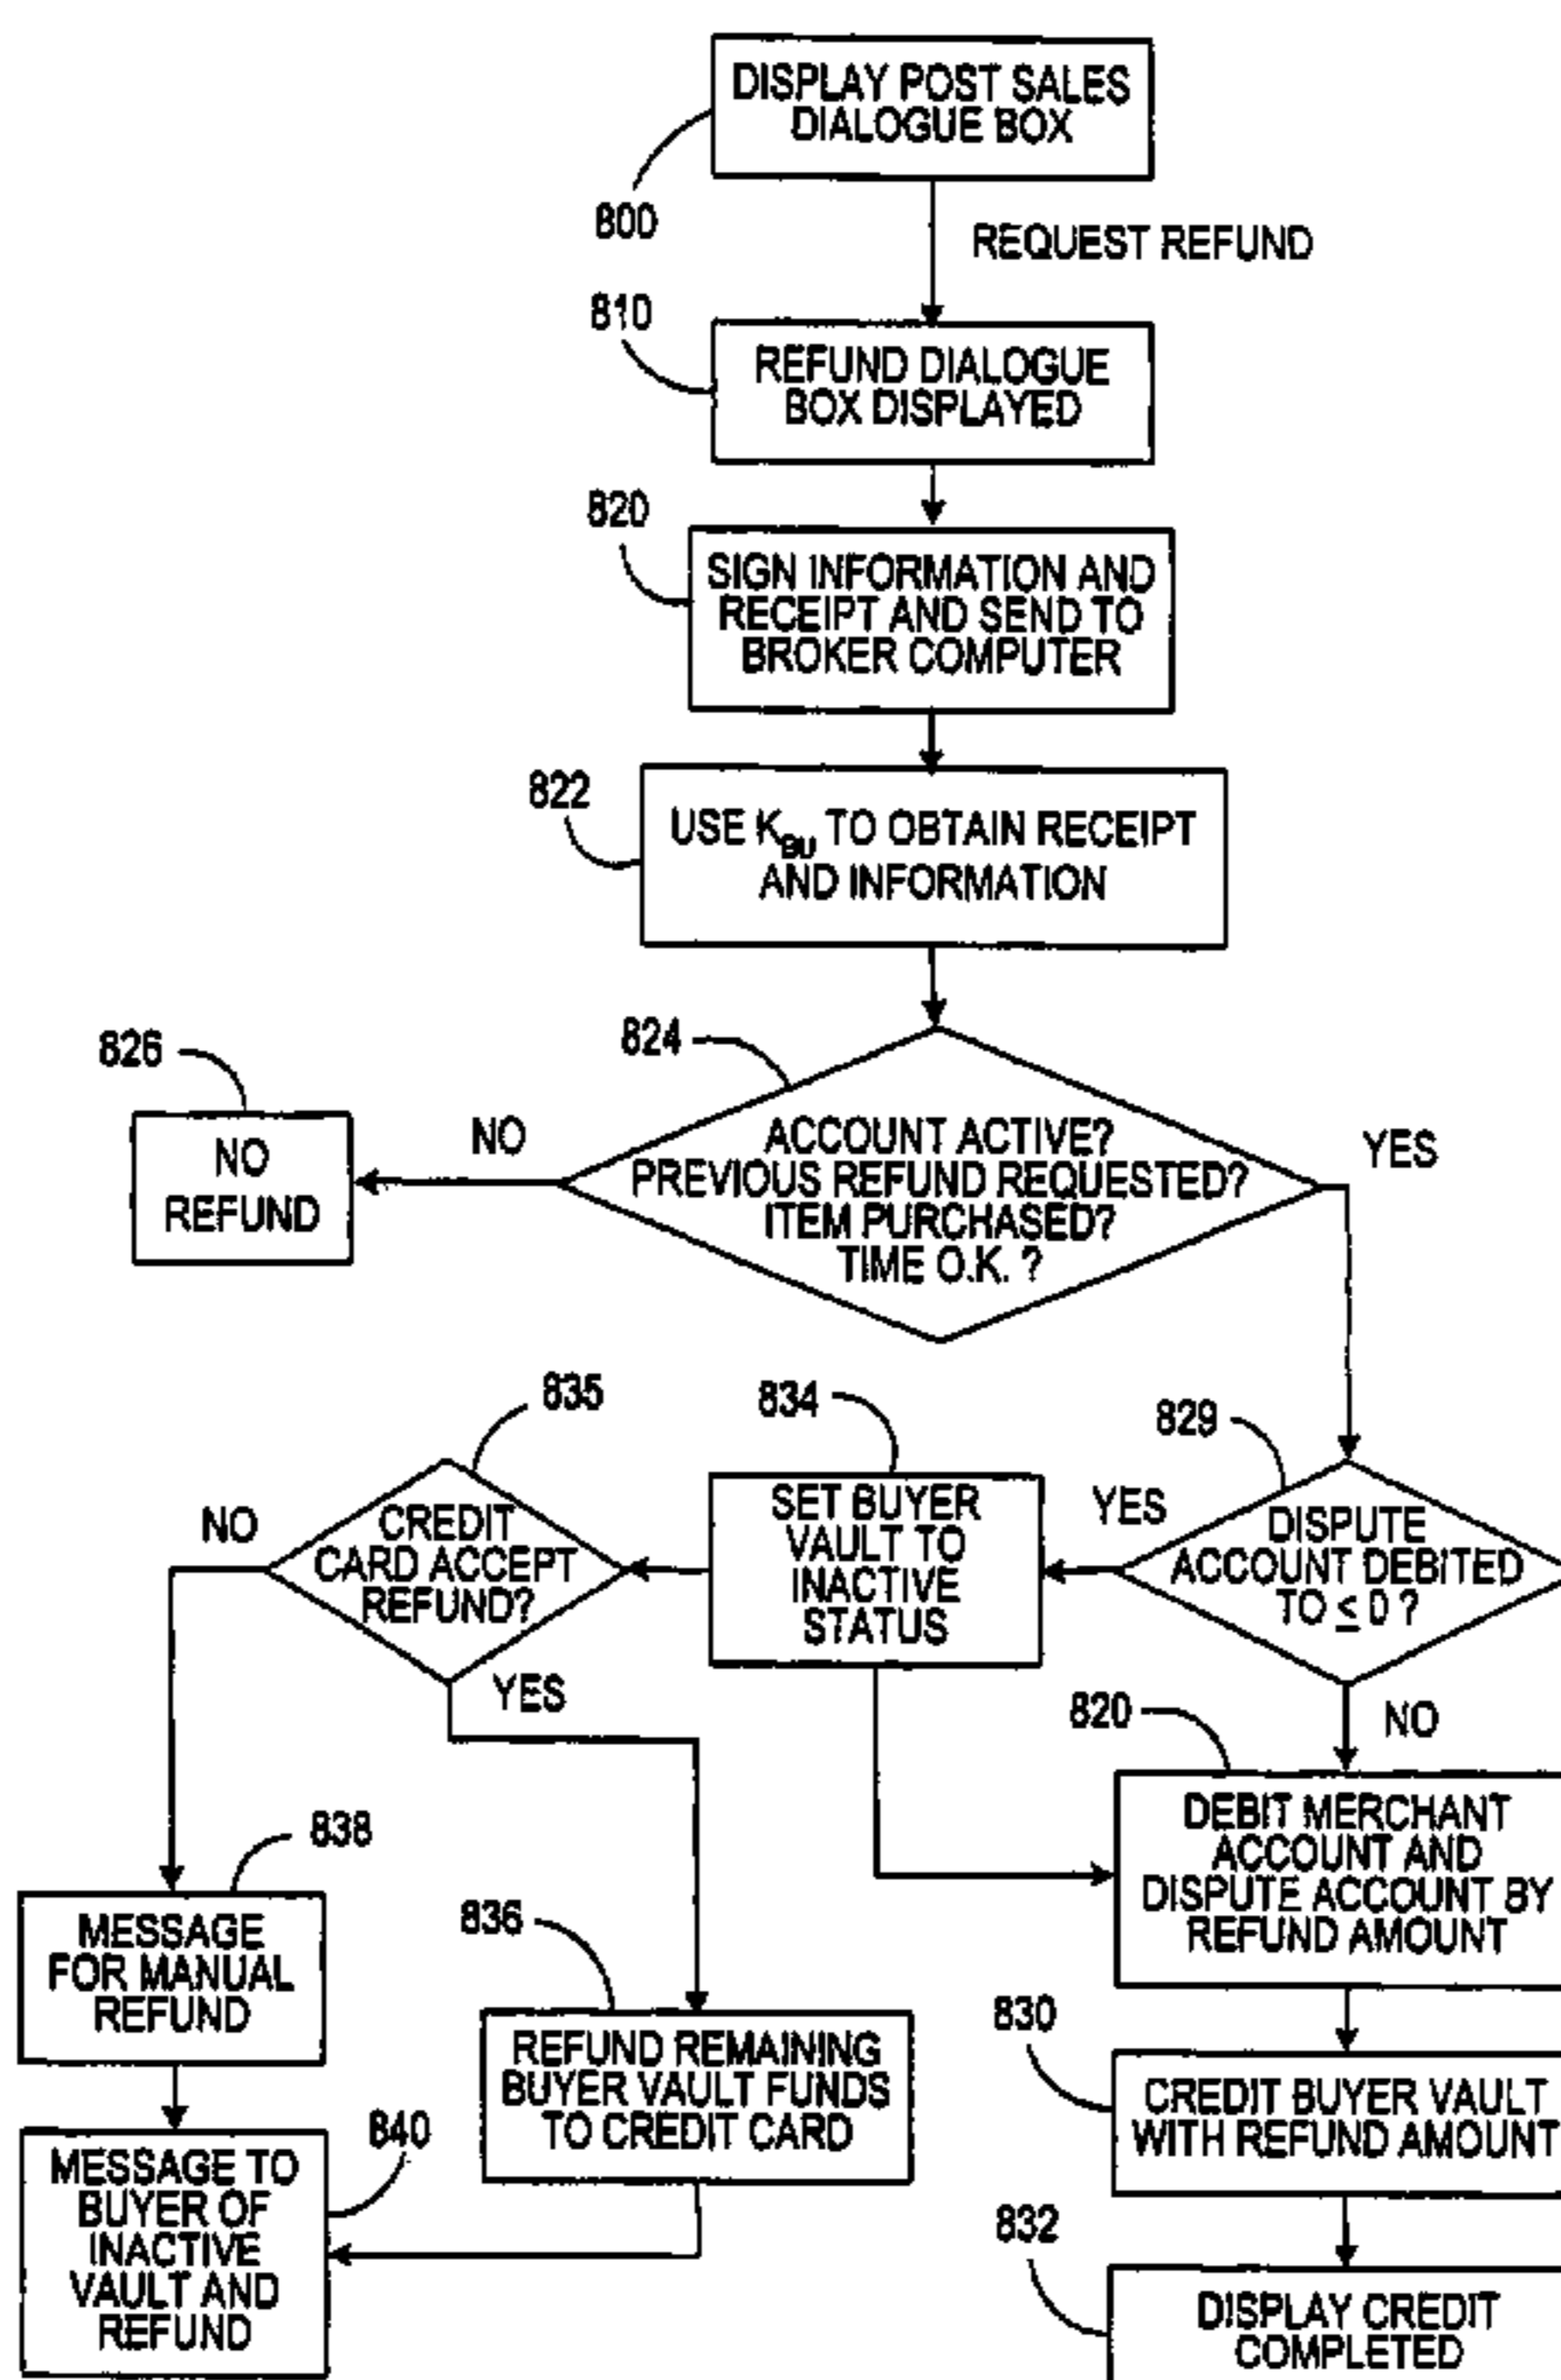 DISPLAY POST SALES
DIALOGUE BOX
800
REQUEST REFUND
810
REFUND DIALOGUE
BOX DISPLAYED
820
SIGN INFORMATION AND
RECEIPT AND SEND TO
BROKER COMPUTER
822
USE KBU TO OBTAIN RECEIPT
AND INFORMATION
826
NO
REFUND
NO
824
ACCOUNT ACTIVE?
PREVIOUS REFUND REQUESTED?
ITEM PURCHASED?
TIME O.K. ?
YES
835
CREDIT
CARD ACCEPT
REFUND?
NO
YES
834
SET BUYER
VAULT TO
INACTIVE
STATUS
YES
829
DISPUTE
ACCOUNT DEBITED
TO ≤ 0 ?
NO
820
DEBIT MERCHANT
ACCOUNT AND
DISPUTE ACCOUNT BY
REFUND AMOUNT
838
MESSAGE
FOR MANUAL
REFUND
836
REFUND REMAINING
BUYER VAULT FUNDS
TO CREDIT CARD
830
CREDIT BUYER VAULT
WITH REFUND AMOUNT
840
MESSAGE TO
BUYER OF
INACTIVE
VAULT AND
REFUND
832
DISPLAY CREDIT
COMPLETED